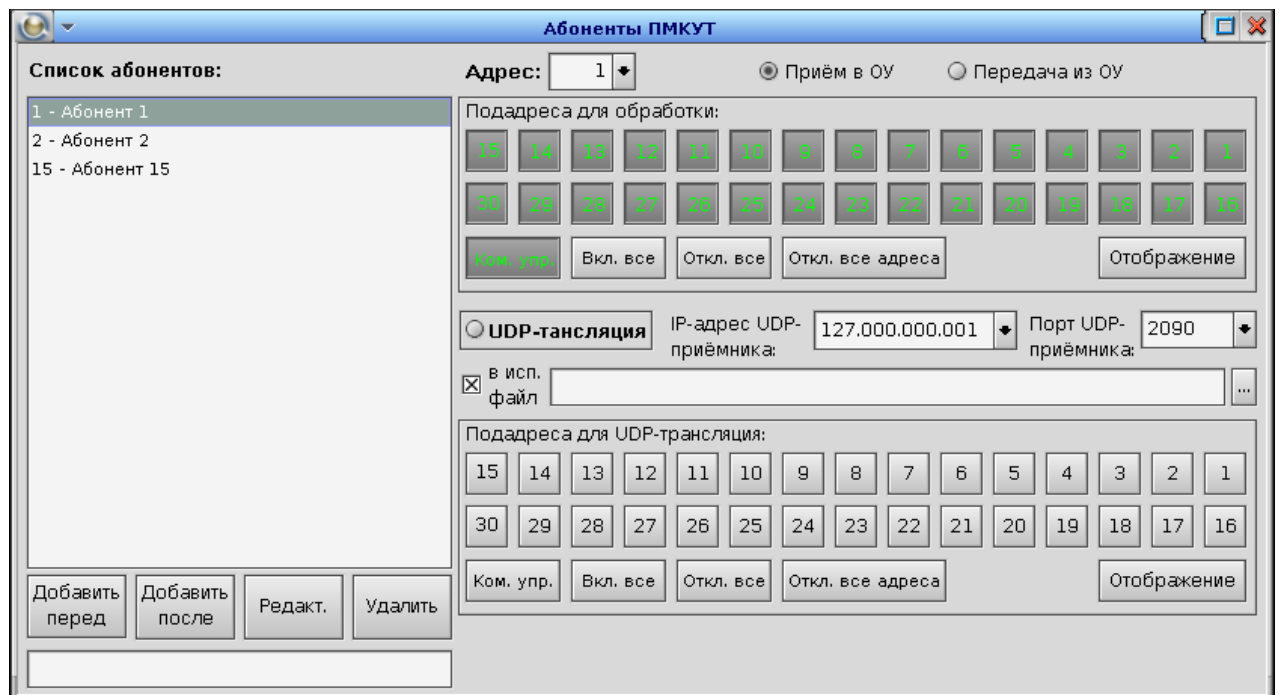 Абоненты ПМКУТ
Список абонентов:
1 - Абонент 1
2 - Абонент 2
15 - Абонент 15
Добавить
перед
Добавить
после
Редакт.
Удалить
Адрес: 1
Приём в ОУ
Передача из ОУ
Подадреса для обработки:
15 14 13 12 11 10 9 8 7 6 5 4 3 2 1
30 29 28 27 26 25 24 23 22 21 20 19 18 17 16
Ком. упр. Вкл. все Откл. все Откл. все адреса Отображение
UDP-тансляция
IP-адрес UDP-
приёмника:
127.000.000.001
Порт UDP-
приёмника:
2090
в исп.
файл
...
Подадреса для UDP-трансляция:
15 14 13 12 11 10 9 8 7 6 5 4 3 2 1
30 29 28 27 26 25 24 23 22 21 20 19 18 17 16
Ком. упр. Вкл. все Откл. все Откл. все адреса Отображение